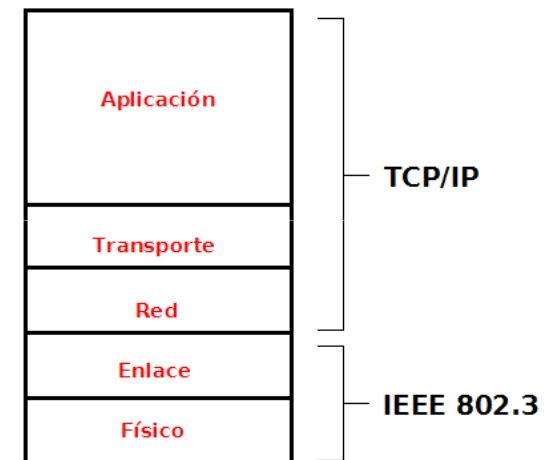 Aplicación
TCP/IP
Transporte
Red
Enlace
IEEE 802.3
Físico